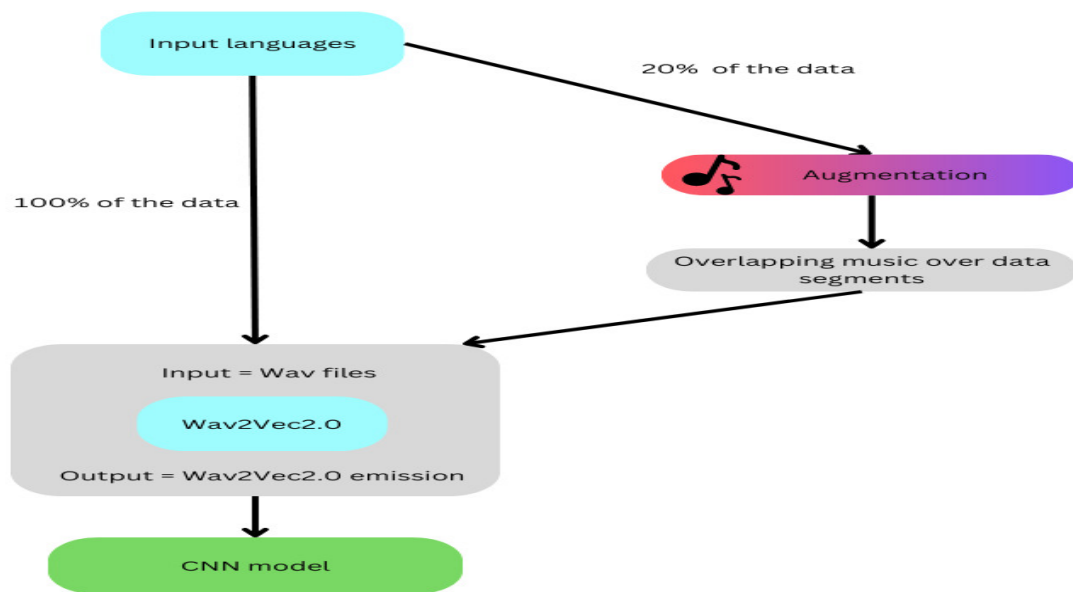 Input languages
20% of the data
Augmentation
100% of the data
Overlapping music over data
segments
Input = Wav files
Wav2Vec2.0
Output = Wav2Vec2.0 emission
CNN model